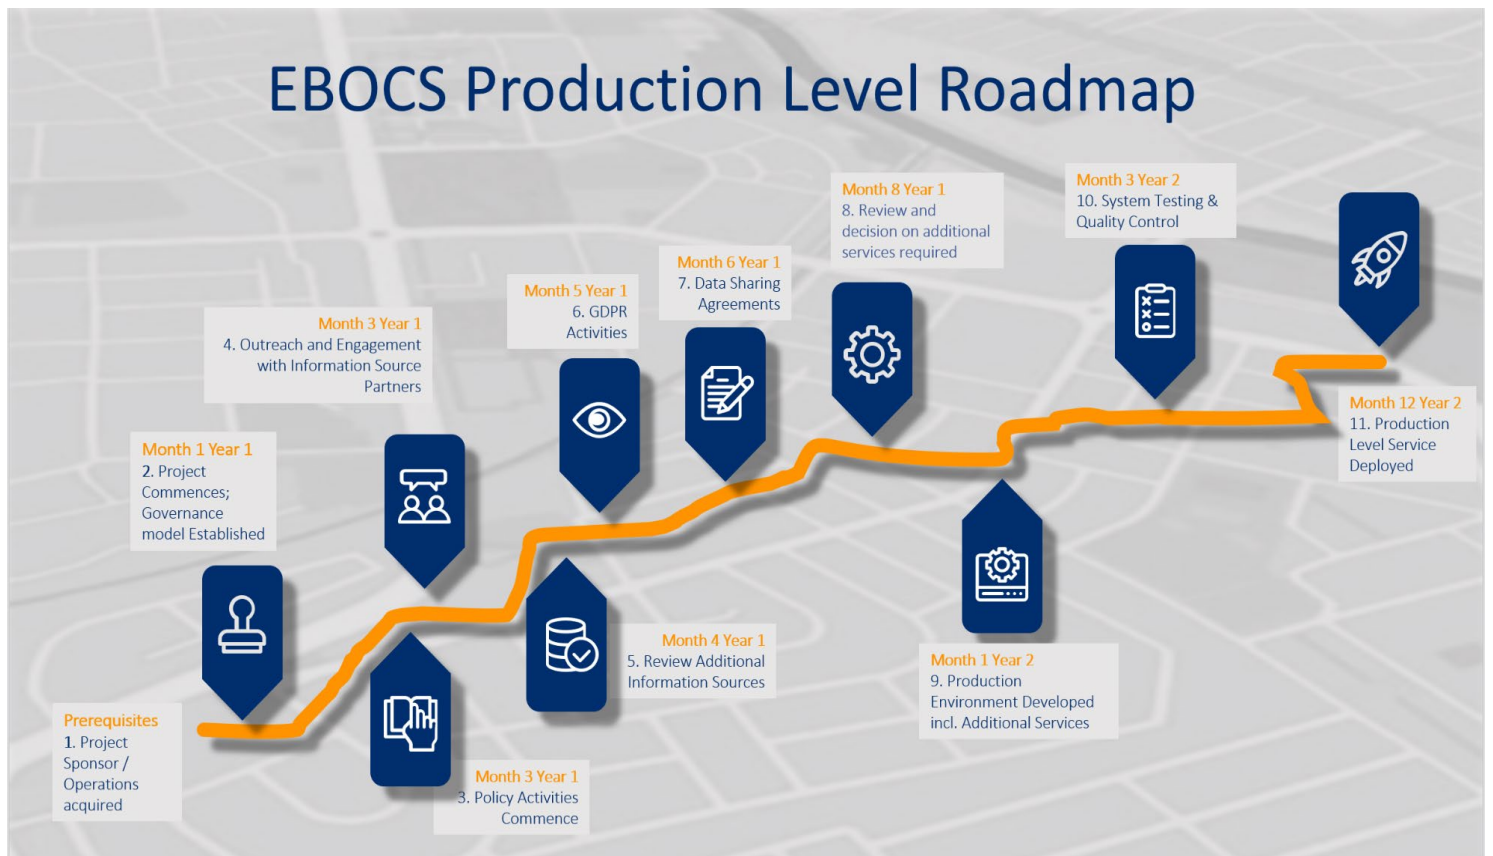 EBOCS Production Level Roadmap
Prerequisites
1. Project
Sponsor /
Operations
acquired
Month 1 Year 1
2. Project
Commences;
Governance
model Established
Month 3 Year 1
3. Policy Activities
Commence
Month 3 Year 1
4. Outreach and Engagement
with Information Source
Partners
Month 4 Year 1
5. Review Additional
Information Sources
Month 5 Year 1
6. GDPR
Activities
Month 6 Year 1
7. Data Sharing
Agreements
Month 8 Year 1
8. Review and
decision on additional
services required
Month 1 Year 2
9. Production
Environment Developed
incl. Additional Services
Month 3 Year 2
10. System Testing &
Quality Control
Month 12 Year 2
11. Production
Level Service
Deployed